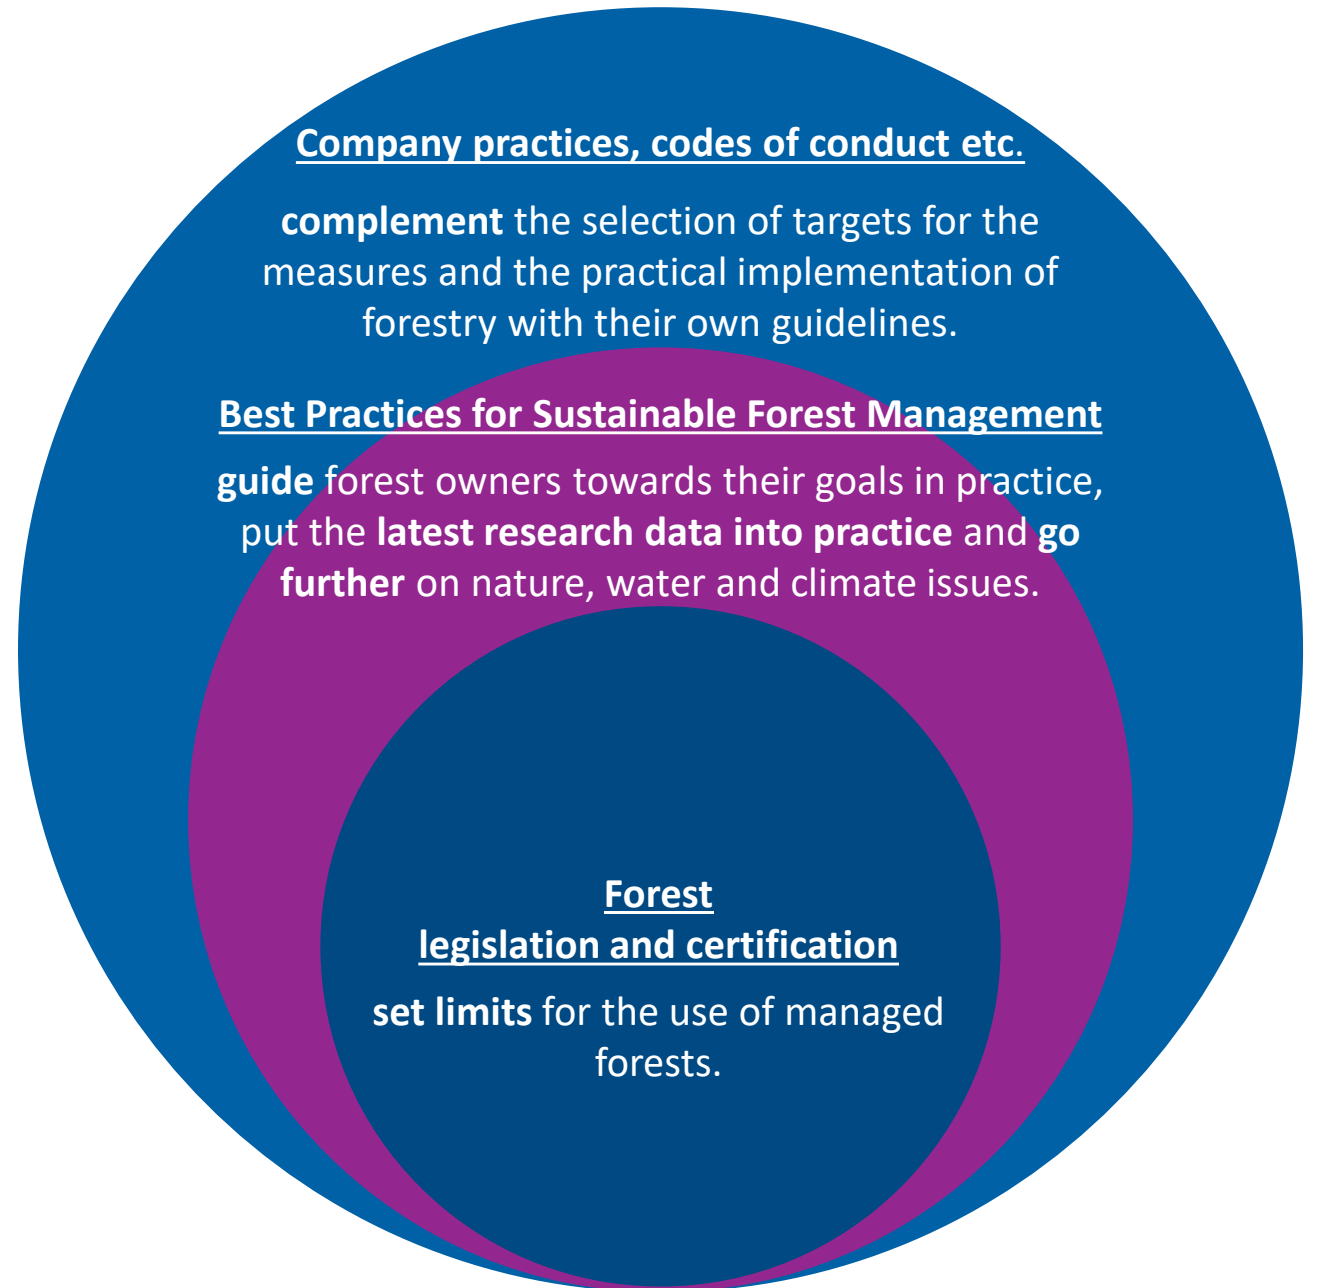 Company practices, codes of conduct etc.
complement the selection of targets for the
measures and the practical implementation of
forestry with their own guidelines.
Best Practices for Sustainable Forest Management
guide forest owners towards their goals in practice,
put the latest research data into practice and go
further on nature, water and climate issues.
Forest
legislation and certification
set limits for the use of managed
forests.